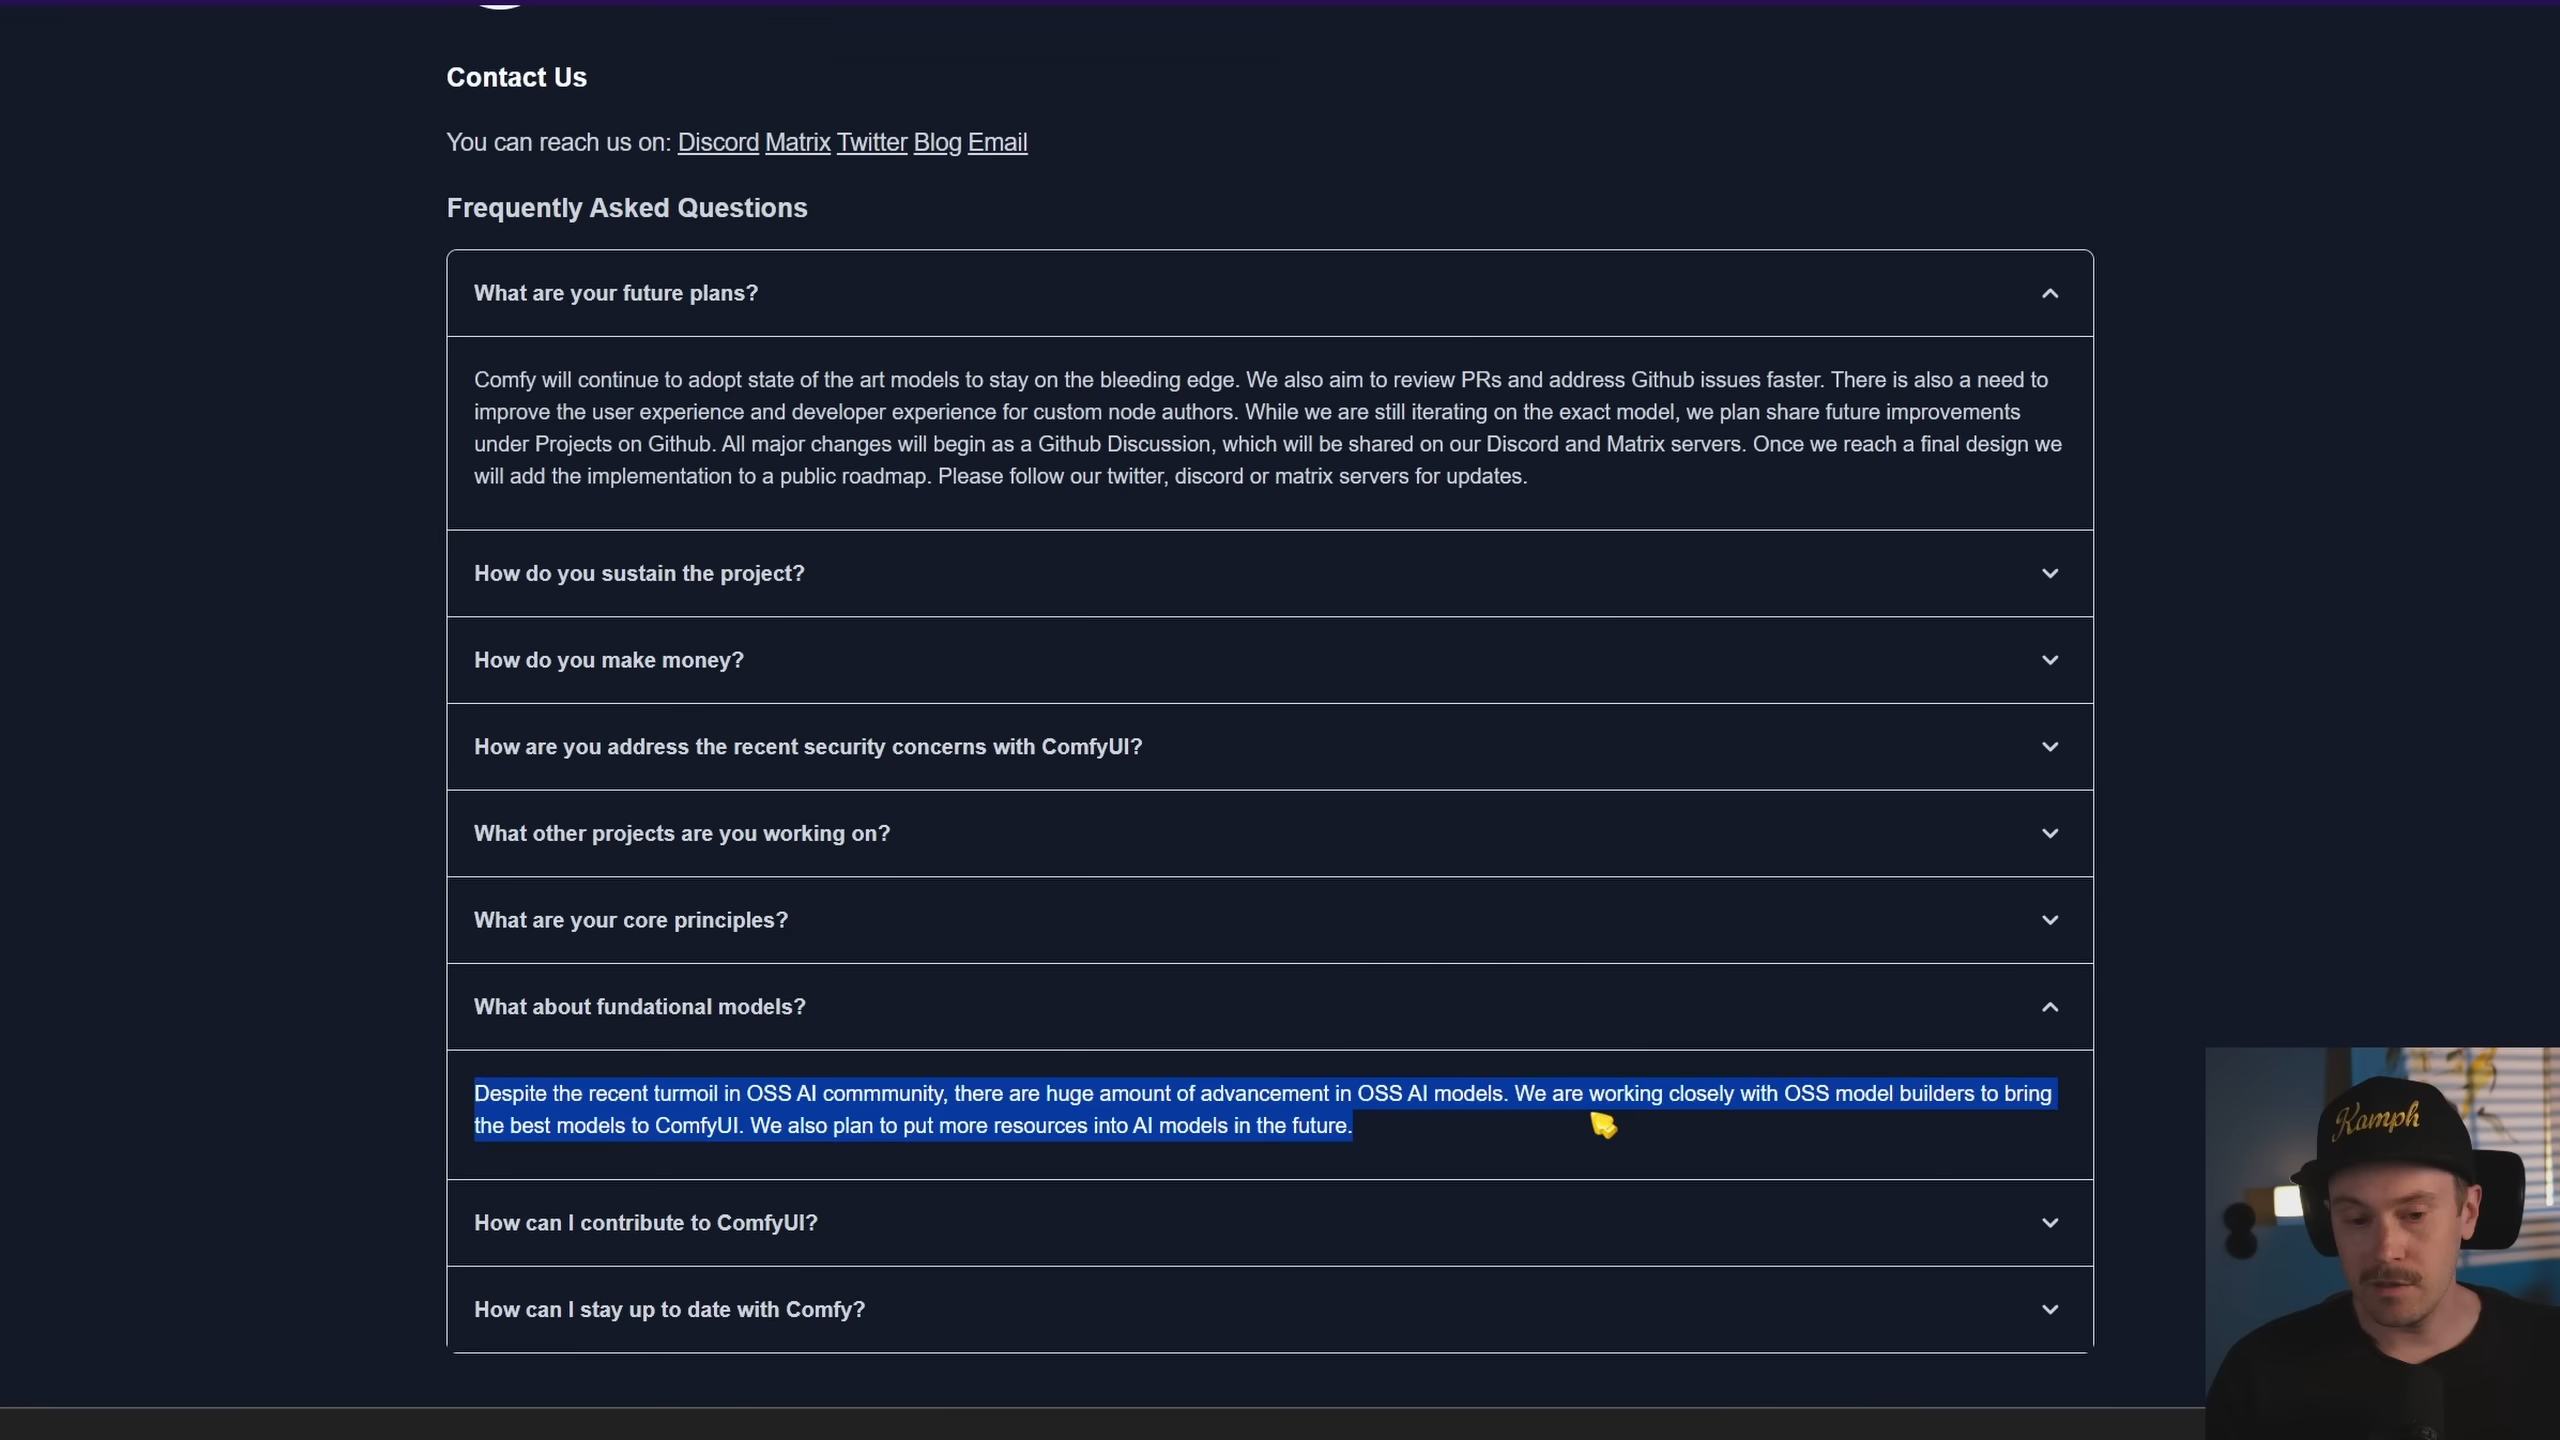 Contact Us
You can reach us on: Discord Matrix Twitter Blog Email
Frequently Asked Questions
What are your future plans?
Comfy will continue to adopt state of the art models to stay on the bleeding edge. We also aim to review PRs and address Github issues faster. There is also a need to
improve the user experience and developer experience for custom node authors. While we are still iterating on the exact model, we plan share future improvements
under Projects on Github. All major changes will begin as a Github Discussion, which will be shared on our Discord and Matrix servers. Once we reach a final design we
will add the implementation to a public roadmap. Please follow our twitter, discord or matrix servers for updates.
How do you sustain the project?
How do you make money?
How are you address the recent security concerns with ComfyUI?
What other projects are you working on?
What are your core principles?
What about fundational models?
Despite the recent turmoil in OSS AI commmunity, there are huge amount of advancement in OSS AI models. We are working closely with OSS model builders to bring
the best models to ComfyUI. We also plan to put more resources into AI models in the future.
How can I contribute to ComfyUI?
How can I stay up to date with Comfy?
Kamph